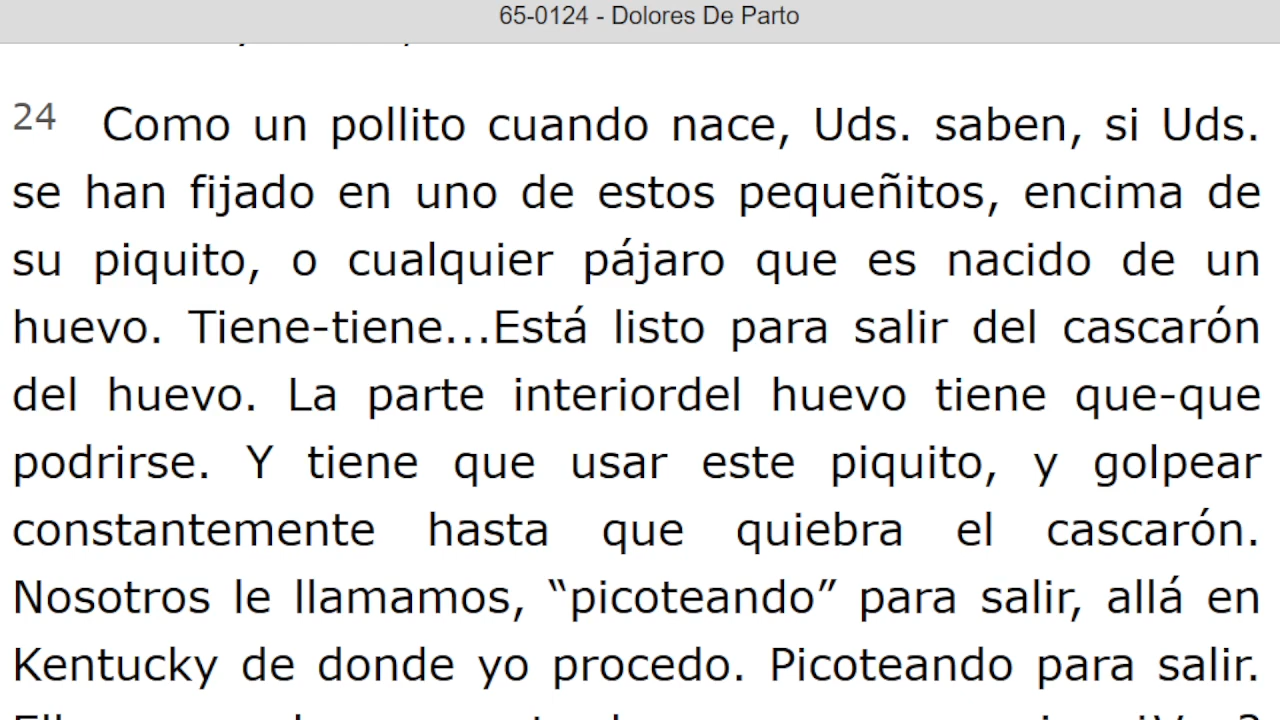 65-0124 - Dolores De Parto
24 Como un pollito cuando nace, Uds. saben, si Uds.
se han fijado en uno de estos pequeñitos, encima de
su piquito, o cualquier pájaro que es nacido de un
huevo. Tiene-tiene...Está listo para salir del cascarón
del huevo. La parte interiordel huevo tiene que-que
podrirse. Y tiene que usar este piquito, y golpear
constantemente hasta que quiebra el cascarón.
Nosotros le llamamos, “picoteando” para salir, allá en
Kentucky de donde yo procedo. Picoteando para salir.